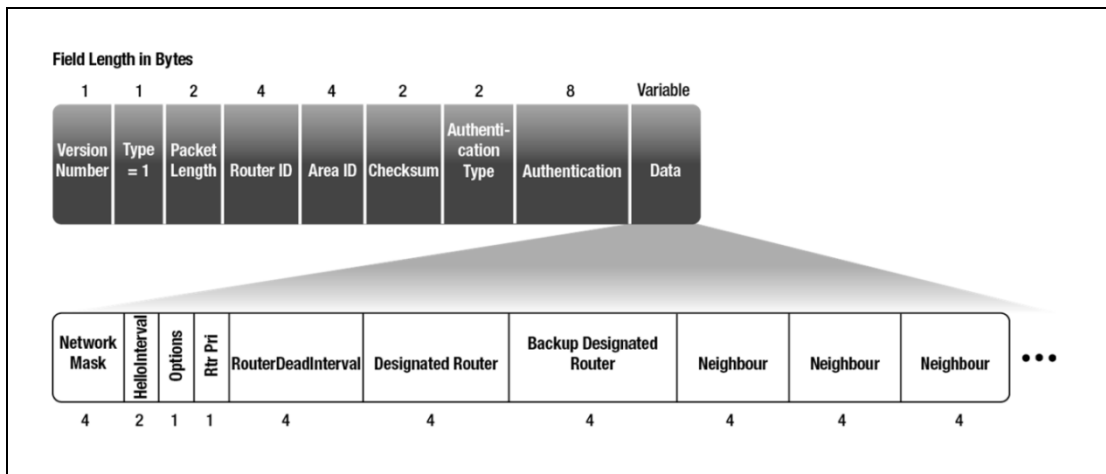 Field Length in Bytes
1 1 2 4 4 2 2 8 Variable
Version Number
Type = 1
Packet Length
Router ID
Area ID
Checksum
Authenti-
cation
Type
Authentication
Data
Network
Mask
HelloInterval
Options
Rtr Pri
RouterDeadInterval
Designated Router
Backup Designated
Router
Neighbour
Neighbour
Neighbour
•••
4 2 1 1 4 4 4 4 4 4